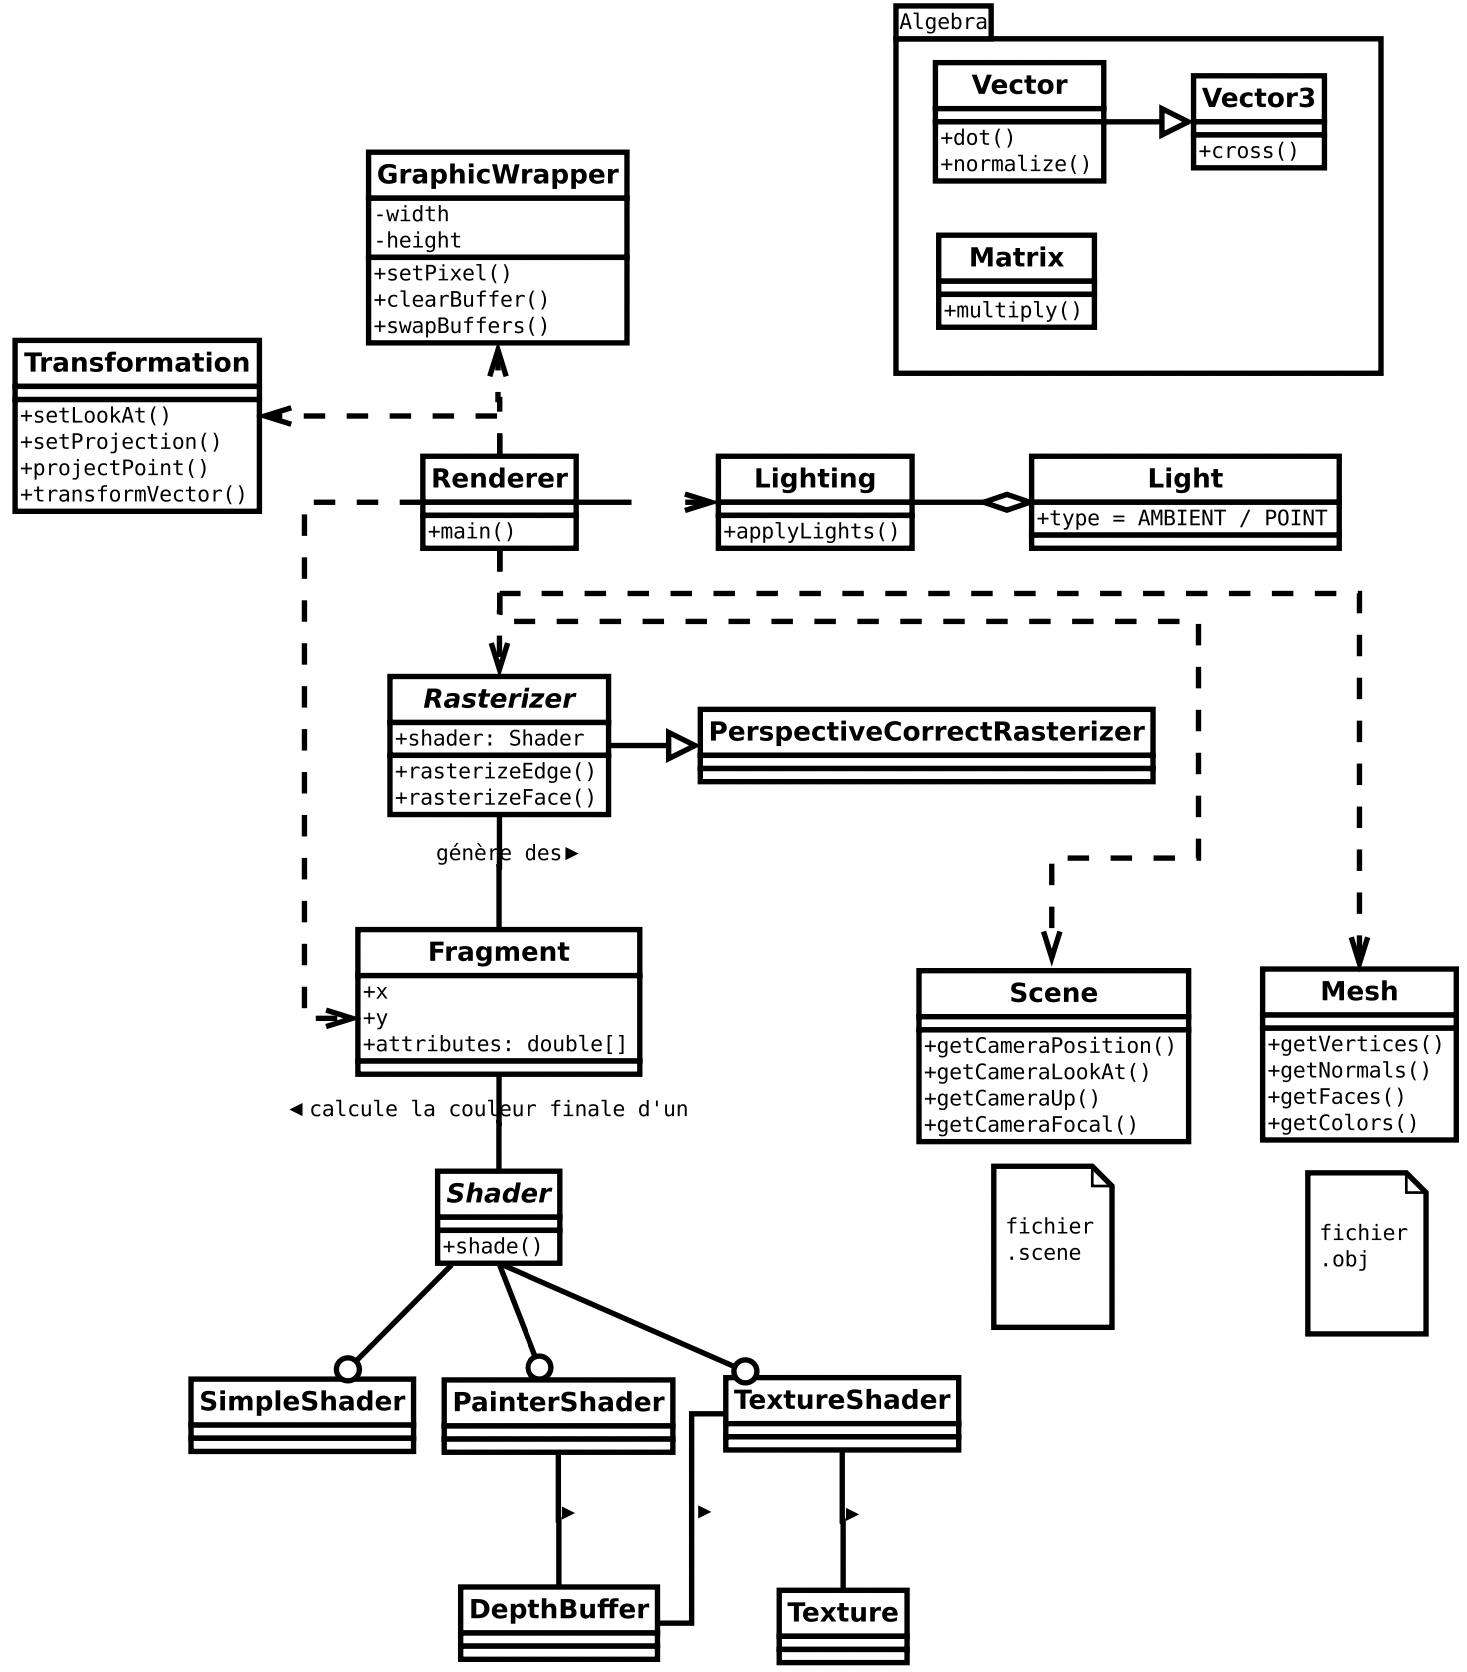 Algebra
Vector
+dot()
+normalize()
Vector3
+cross()
Matrix
+multiply()
GraphicWrapper
-width
-height
+setPixel()
+clearBuffer()
+swapBuffers()
Transformation
+setLookAt()
+setProjection()
+projectPoint()
+transformVector()
Renderer
+main()
Lighting
+applyLights()
Light
+type = AMBIENT / POINT
Rasterizer
+shader: Shader
+rasterizeEdge()
+rasterizeFace()
PerspectiveCorrectRasterizer
génère des
Fragment
+x
+y
+attributes: double[]
Scene
+getCameraPosition()
+getCameraLookAt()
+getCameraUp()
+getCameraFocal()
Mesh
+getVertices()
+getNormals()
+getFaces()
+getColors()
calcule la couleur finale d'un
Shader
+shade()
fichier
.scene
fichier
.obj
SimpleShader
PainterShader
TextureShader
DepthBuffer
Texture